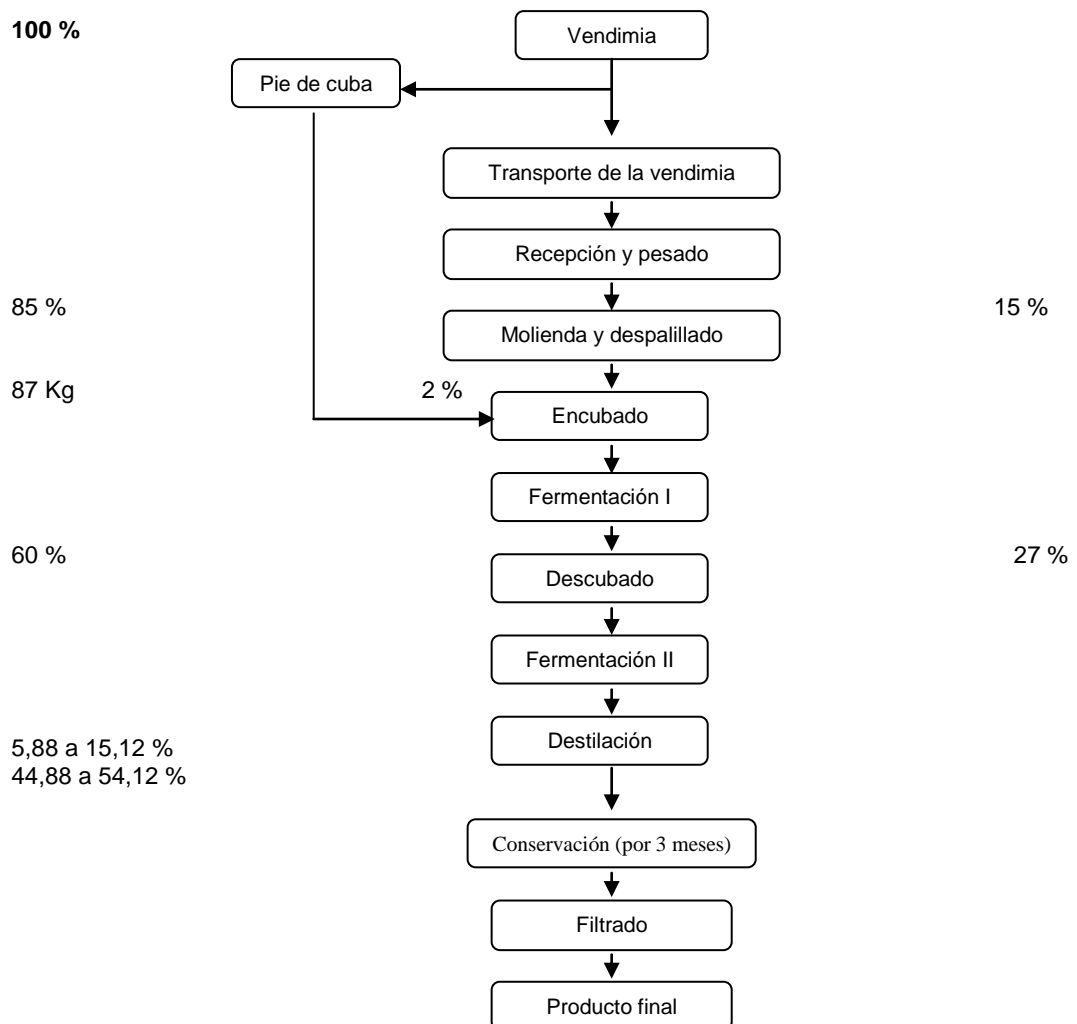 100 %
Vendimia
Pie de cuba
Transporte de la vendimia
Recepción y pesado
85 %
15 %
Molienda y despalillado
87 Kg
2 %
Encubado
Fermentación I
60 %
27 %
Descubado
Fermentación II
Destilación
5,88 a 15,12 %
44,88 a 54,12 %
Conservación (por 3 meses)
Filtrado
Producto final